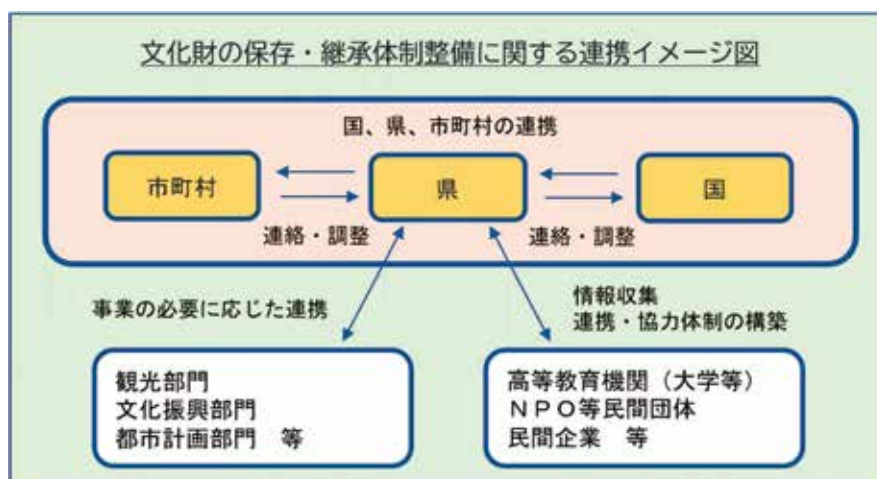 文化財の保存・継承体制整備に関する連携イメージ図
国、県、市町村の連携
市町村
県
国
連絡・調整
連絡・調整
事業の必要に応じた連携
情報収集
連携・協力体制の構築
観光部門
文化振興部門
都市計画部門　等
高等教育機関（大学等）
ＮＰＯ等民間団体
民間企業　等